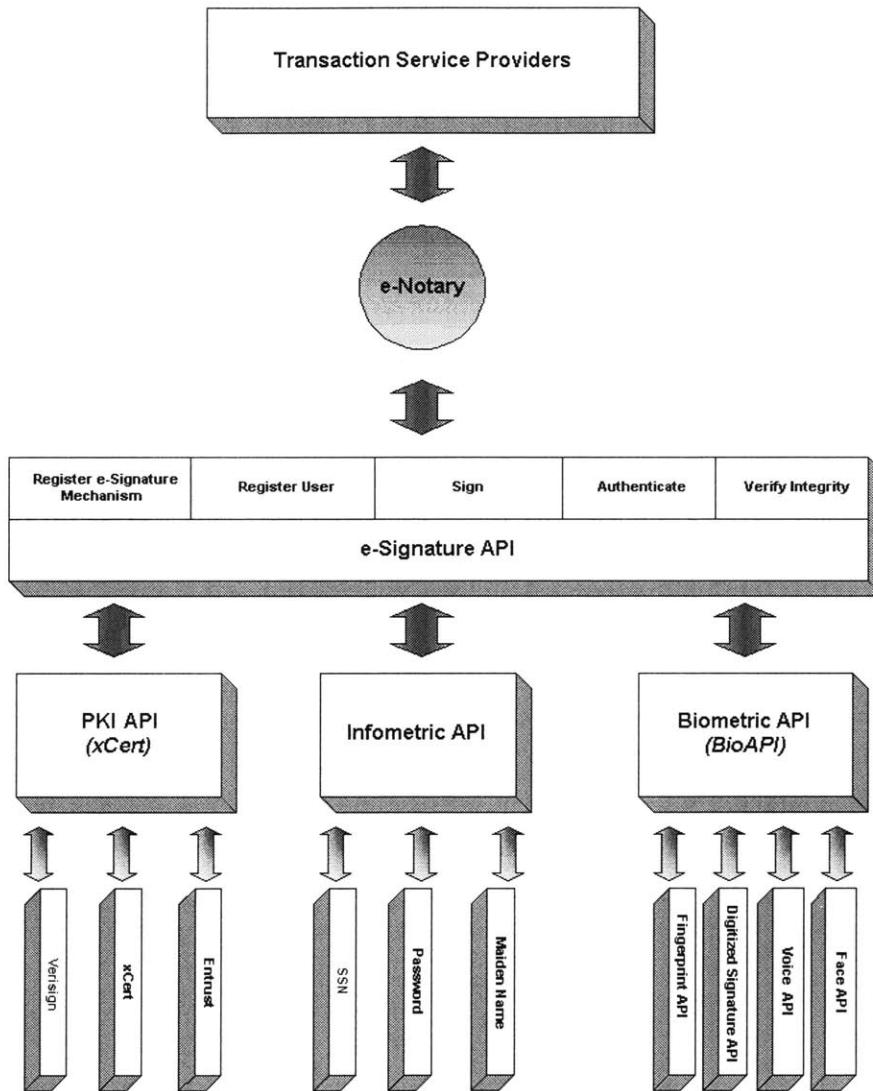 Transaction Service Providers
e-Notary
Register e-Signature
Mechanism
Register User
Sign
Authenticate
Verify Integrity
e-Signature API
PKI API
(xCert)
Infometric API
Biometric API
(BioAPI)
Verisign
xCert
Entrust
SSN
Password
Maiden Name
Fingerprint API
Digitized Signature API
Voice API
Face API